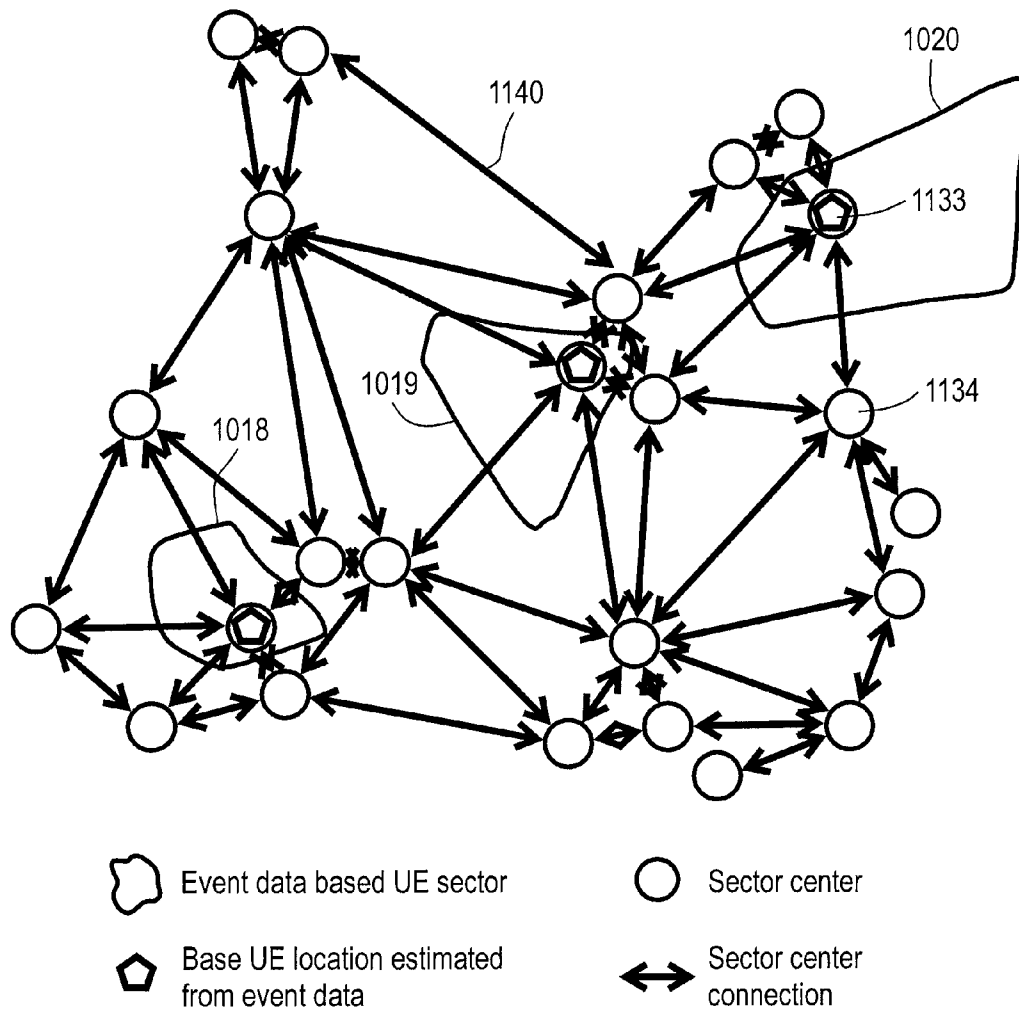 1020
1140
1133
1019
1134
1018
Event data based UE sector
Sector center
Base UE location estimated
from event data
Sector center
connection